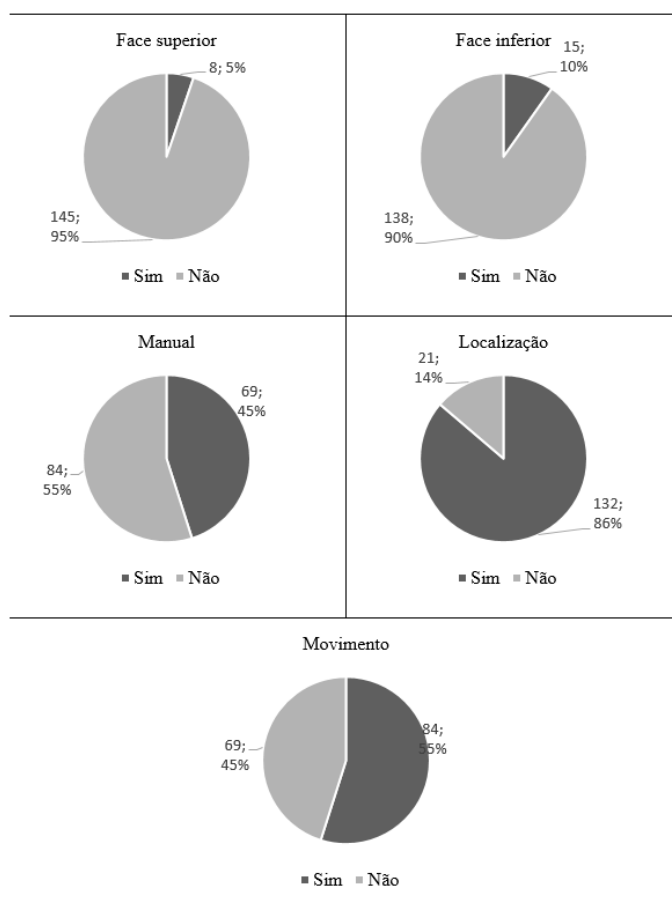 Face superior
8; 5%
145;
95%
Sim Não
Face inferior
15;
10%
138;
90%
Sim Não
Manual
69;
45%
84;
55%
Sim Não
Localização
21;
14%
132;
86%
Sim Não
Movimento
84;
55%
69;
45%
Sim Não